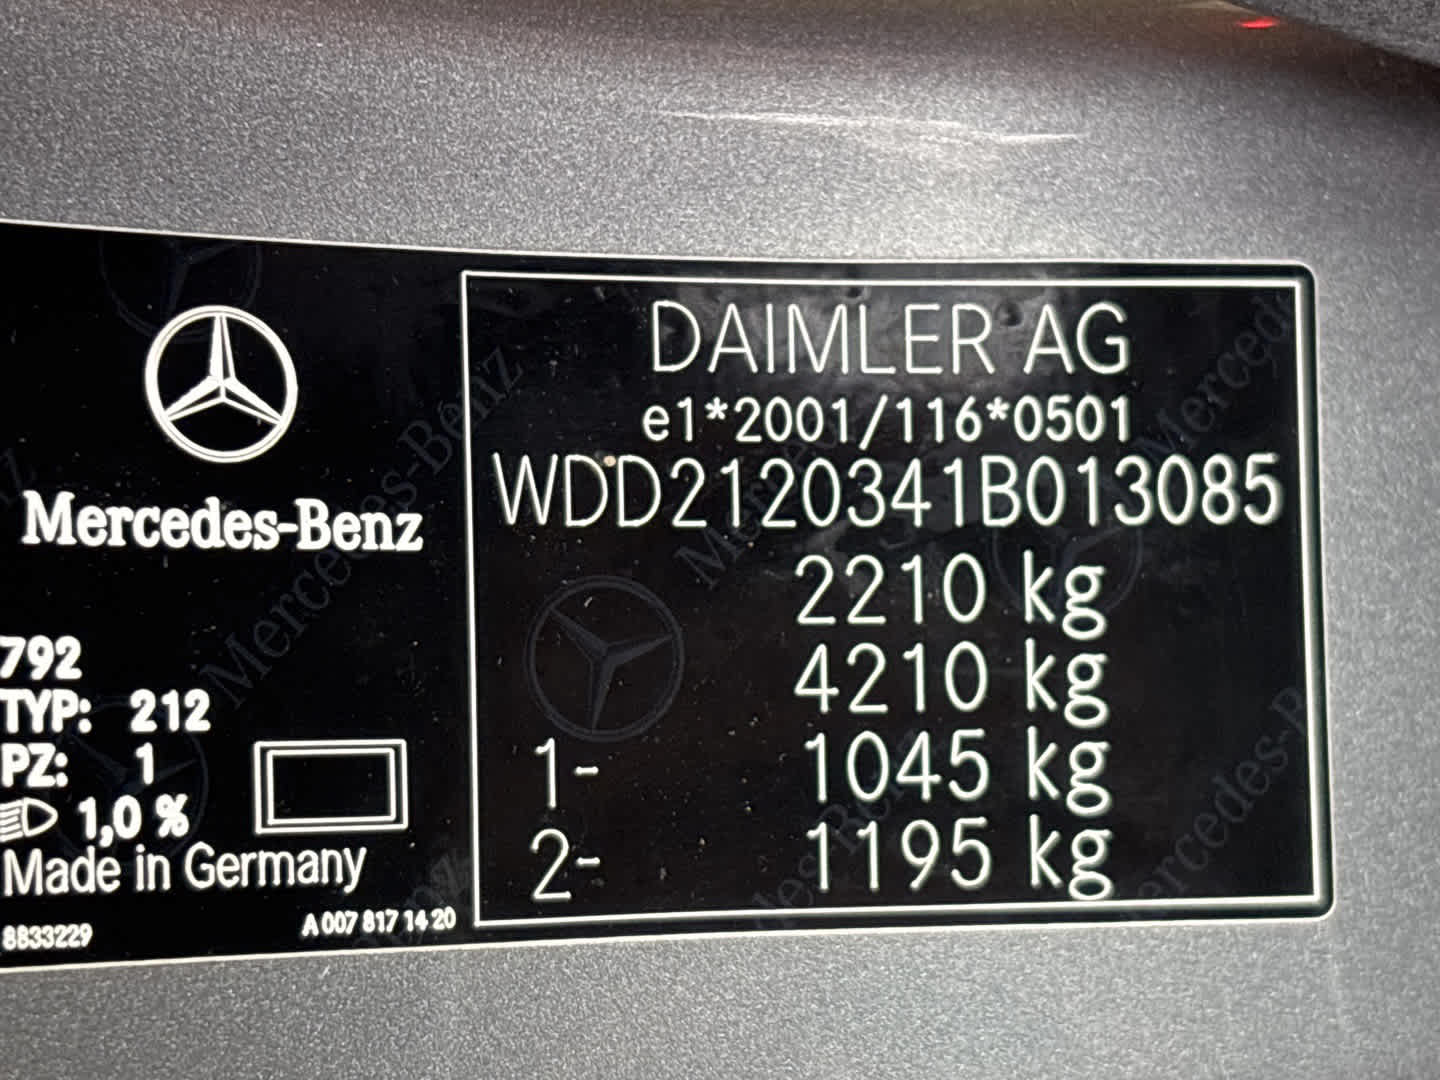 Mercedes-Benz
792
TYP: 212
PZ: 1
1,0 %
Made in Germany
8833229
A 007 817 14 20
DAIMLER AG
e1*2001/116*0501
WDD2120341B013085
2210 kg
4210 kg
1- 1045 kg
2- 1195 kg